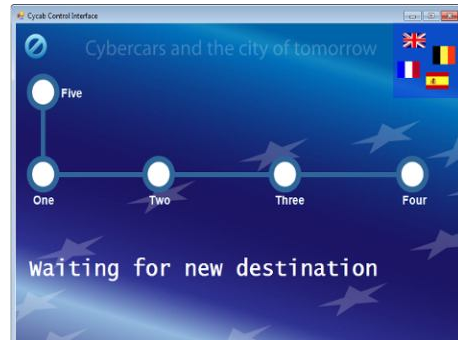 Cycab Control Interface
Cybercars and the city of tomorrow
Five
One
Two
Three
Four
Waiting for new destination